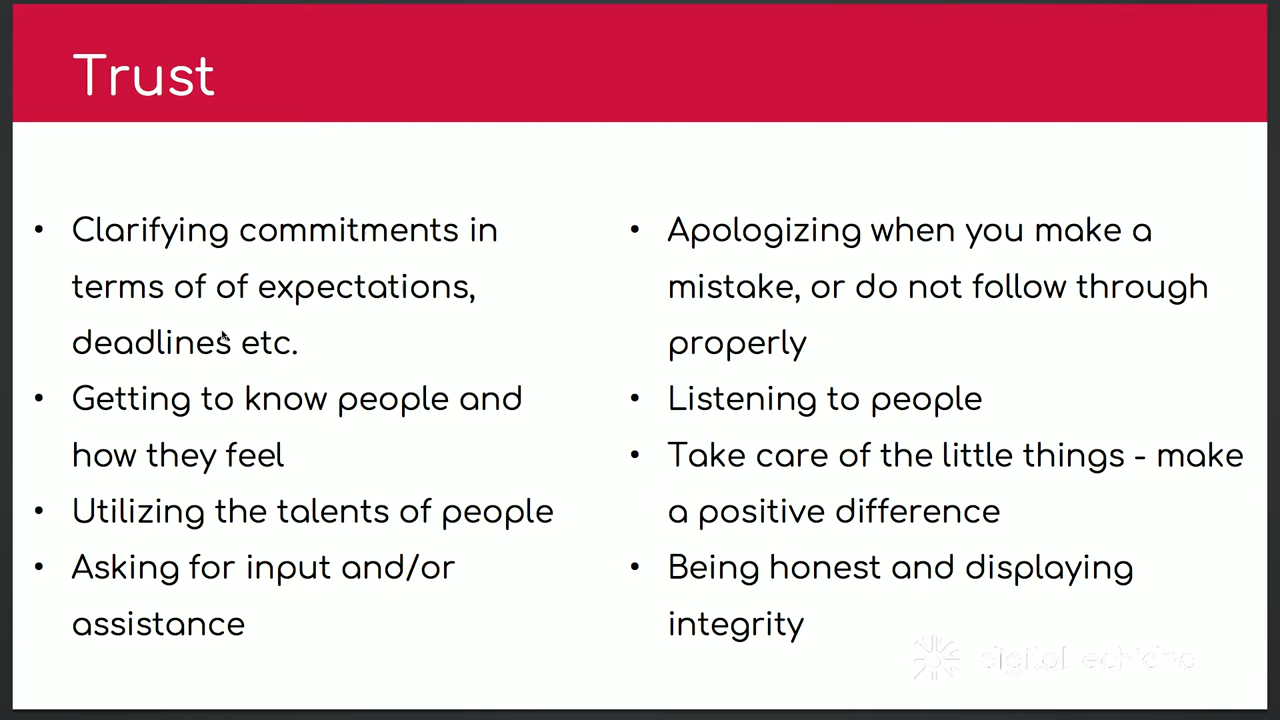 Trust
• Clarifying commitments in
terms of of expectations,
deadlines etc.
• Getting to know people and
how they feel
• Utilizing the talents of people
• Asking for input and/or
assistance
• Apologizing when you make a
mistake, or do not follow through
properly
• Listening to people
• Take care of the little things - make
a positive difference
• Being honest and displaying
integrity
digital echidna